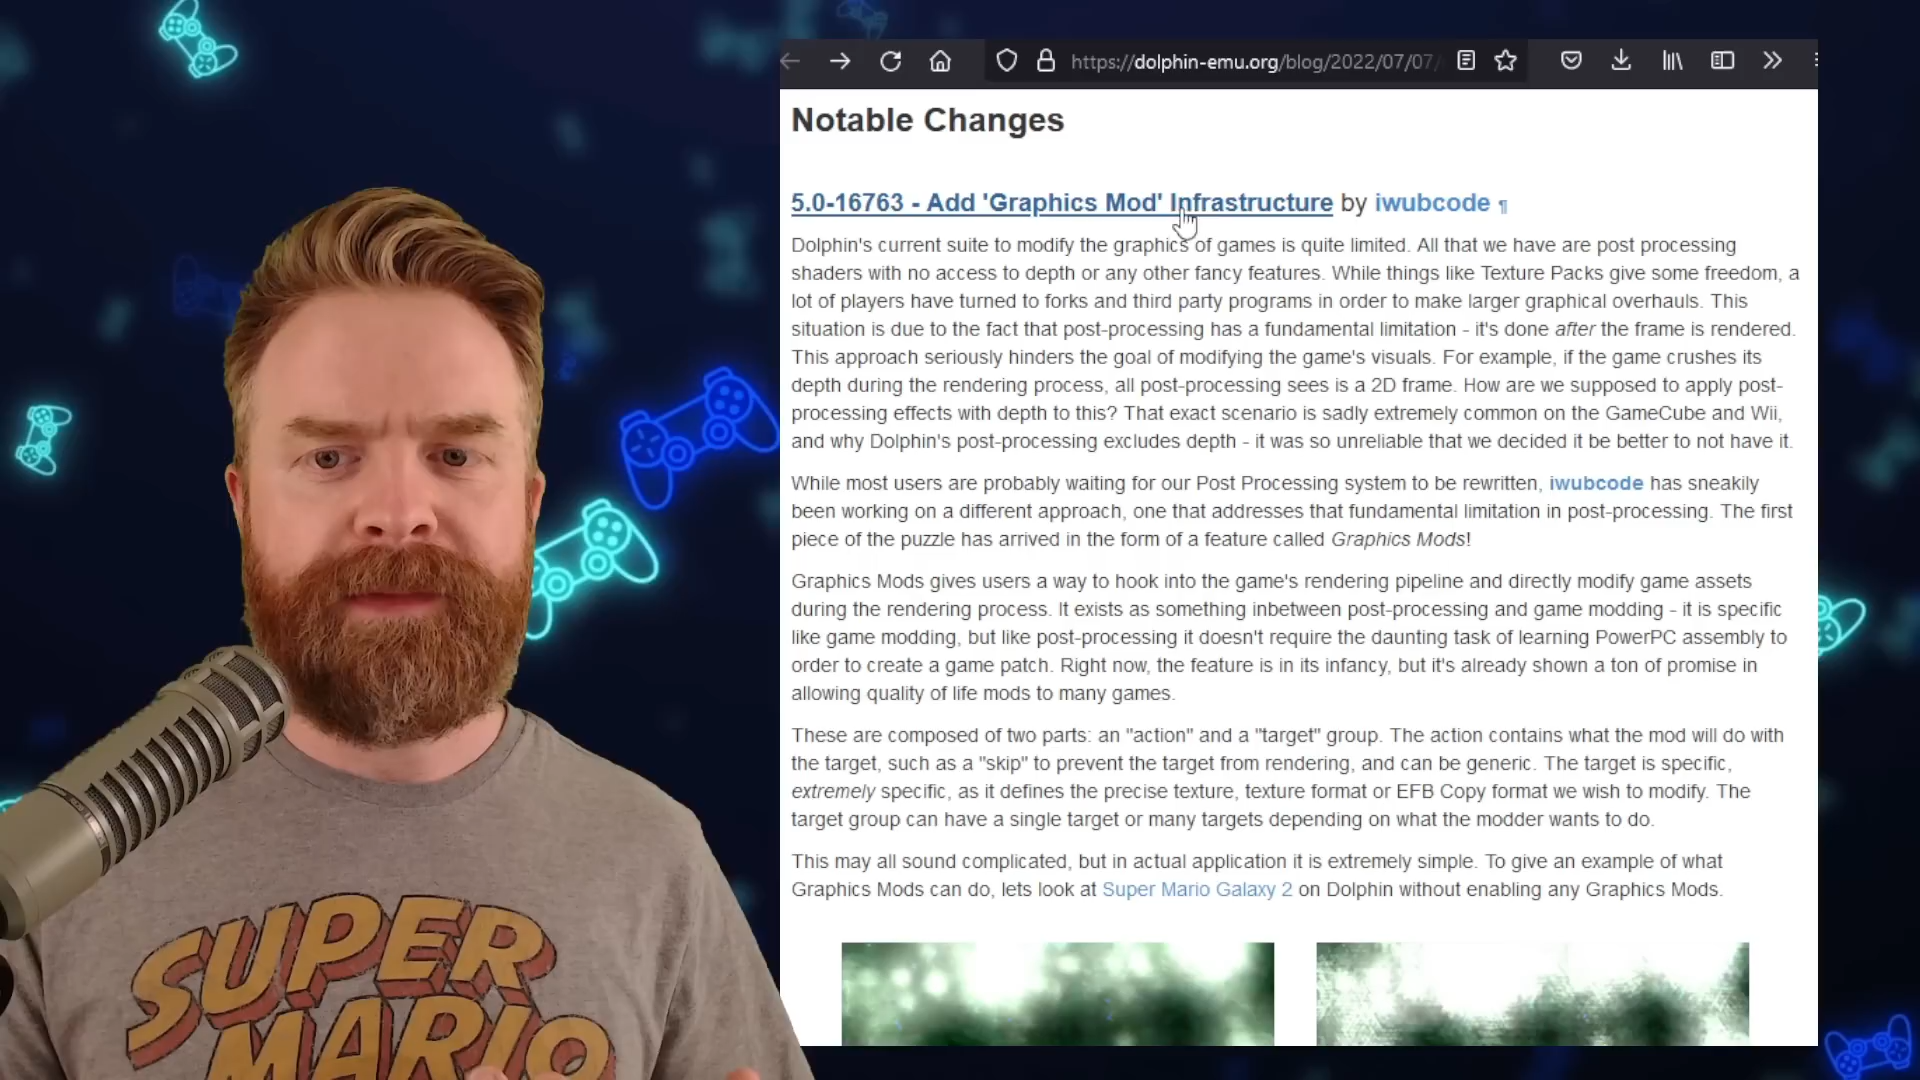 https://dolphin-emu.org/blog/2022/07/07/
Notable Changes
5.0-16763 - Add 'Graphics Mod' Infrastructure by iwubcode ¶
Dolphin's current suite to modify the graphics of games is quite limited. All that we have are post processing
shaders with no access to depth or any other fancy features. While things like Texture Packs give some freedom, a
lot of players have turned to forks and third party programs in order to make larger graphical overhauls. This
situation is due to the fact that post-processing has a fundamental limitation - it's done after the frame is rendered.
This approach seriously hinders the goal of modifying the game's visuals. For example, if the game crushes its
depth during the rendering process, all post-processing sees is a 2D frame. How are we supposed to apply post-
processing effects with depth to this? That exact scenario is sadly extremely common on the GameCube and Wii,
and why Dolphin's post-processing excludes depth - it was so unreliable that we decided it be better to not have it.
While most users are probably waiting for our Post Processing system to be rewritten, iwubcode has sneakily
been working on a different approach, one that addresses that fundamental limitation in post-processing. The first
piece of the puzzle has arrived in the form of a feature called Graphics Mods!
Graphics Mods gives users a way to hook into the game's rendering pipeline and directly modify game assets
during the rendering process. It exists as something inbetween post-processing and game modding - it is specific
like game modding, but like post-processing it doesn't require the daunting task of learning PowerPC assembly to
order to create a game patch. Right now, the feature is in its infancy, but it's already shown a ton of promise in
allowing quality of life mods to many games.
These are composed of two parts: an "action" and a "target" group. The action contains what the mod will do with
the target, such as a "skip" to prevent the target from rendering, and can be generic. The target is specific,
extremely specific, as it defines the precise texture, texture format or EFB Copy format we wish to modify. The
target group can have a single target or many targets depending on what the modder wants to do.
This may all sound complicated, but in actual application it is extremely simple. To give an example of what
Graphics Mods can do, lets look at Super Mario Galaxy 2 on Dolphin without enabling any Graphics Mods.
SUPER
MARIO